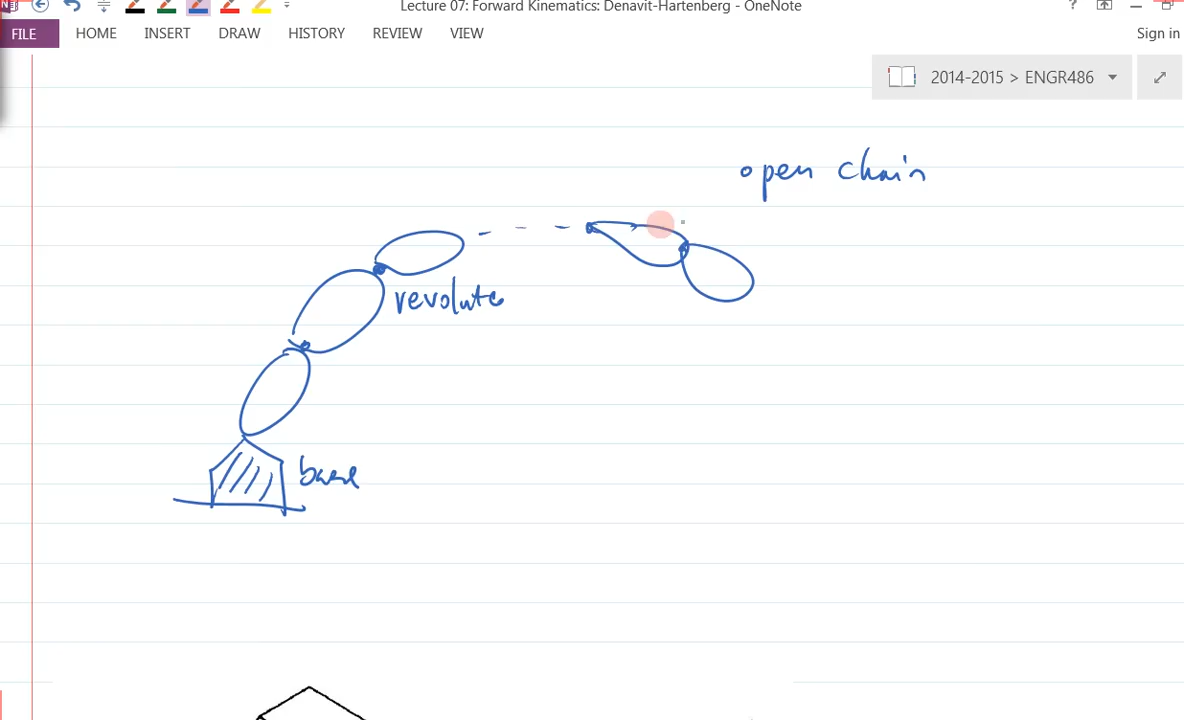 Lecture 07: Forward Kinematics: Denavit-Hartenberg - OneNote
FILE HOME INSERT DRAW HISTORY REVIEW VIEW Sign in
2014-2015 > ENGR486
open chain
revolute
base